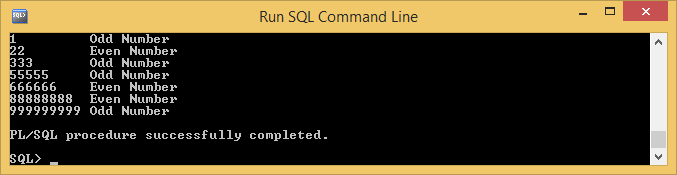 Run SQL Command Line
1         Odd Number
22        Even Number
333       Odd Number
55555     Odd Number
666666    Even Number
88888888  Even Number
999999999 Odd Number
PL/SQL procedure successfully completed.
SQL> _